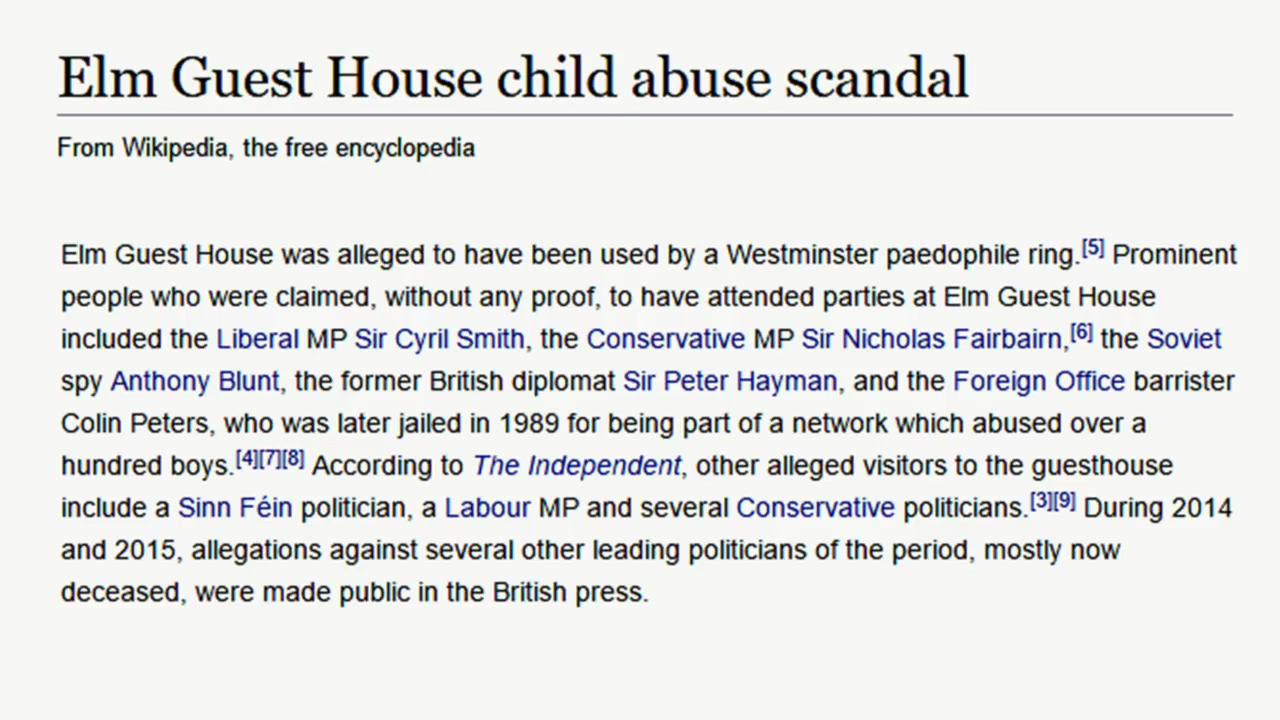 Elm Guest House child abuse scandal
From Wikipedia, the free encyclopedia
Elm Guest House was alleged to have been used by a Westminster paedophile ring.[5] Prominent
people who were claimed, without any proof, to have attended parties at Elm Guest House
included the Liberal MP Sir Cyril Smith, the Conservative MP Sir Nicholas Fairbairn,[6] the Soviet
spy Anthony Blunt, the former British diplomat Sir Peter Hayman, and the Foreign Office barrister
Colin Peters, who was later jailed in 1989 for being part of a network which abused over a
hundred boys.[4][7][8] According to The Independent, other alleged visitors to the guesthouse
include a Sinn Féin politician, a Labour MP and several Conservative politicians.[3][9] During 2014
and 2015, allegations against several other leading politicians of the period, mostly now
deceased, were made public in the British press.